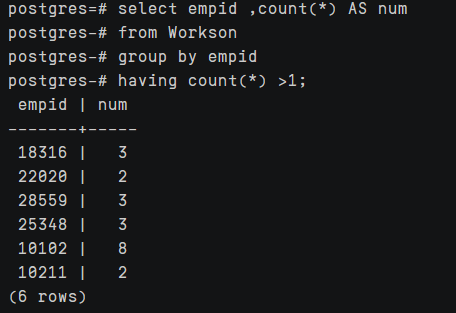 postgres=# select empid ,count(*) AS num
postgres-# from Workson
postgres-# group by empid
postgres-# having count(*) >1;
 empid | num
-------+-----
 18316 |   3
 22020 |   2
 28559 |   3
 25348 |   3
 10102 |   8
 10211 |   2
(6 rows)